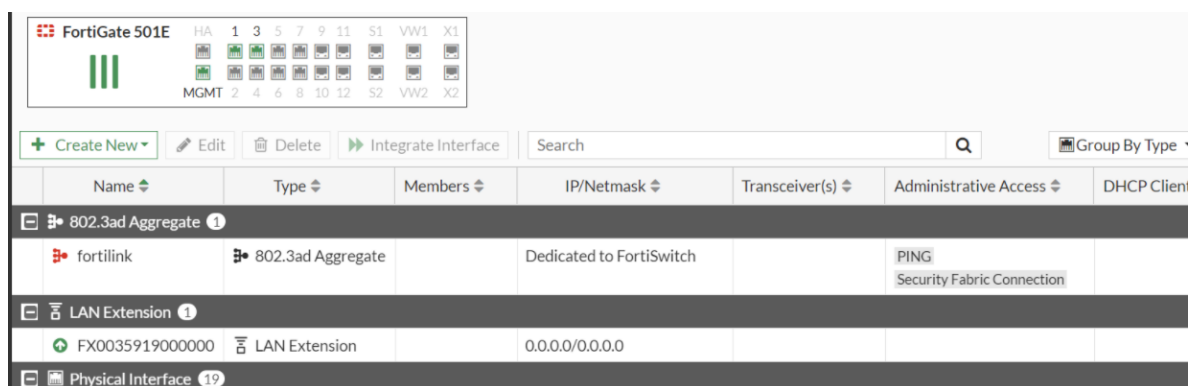 FortiGate 501E HA 1 3 5 7 9 11 S1 VW1 X1
MGMT 2 4 6 8 10 12 S2 VW2 X2
Create New Edit Delete Integrate Interface Search Group By Type
Name Type Members IP/Netmask Transceiver(s) Administrative Access DHCP Client
802.3ad Aggregate 1
fortilink 802.3ad Aggregate Dedicated to FortiSwitch PING
Security Fabric Connection
LAN Extension 1
FX0035919000000 LAN Extension 0.0.0.0/0.0.0.0
Physical Interface 19